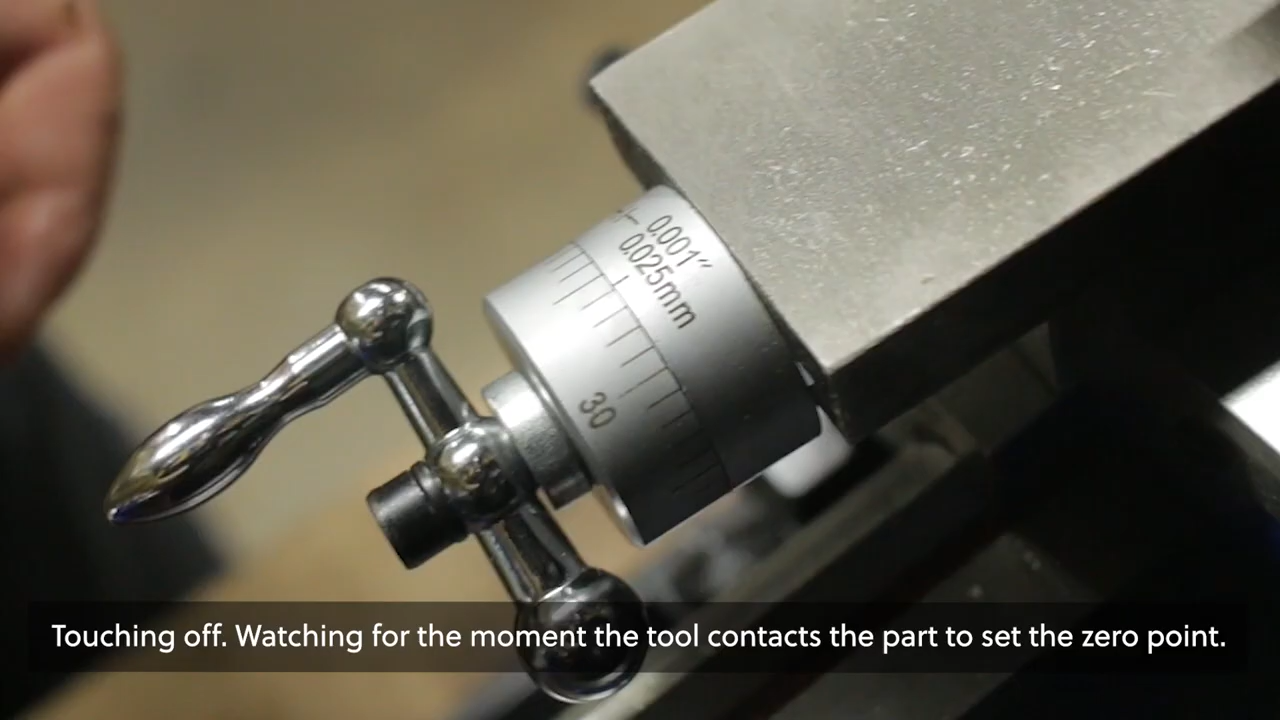 0.001"
0.025mm
30
Touching off. Watching for the moment the tool contacts the part to set the zero point.